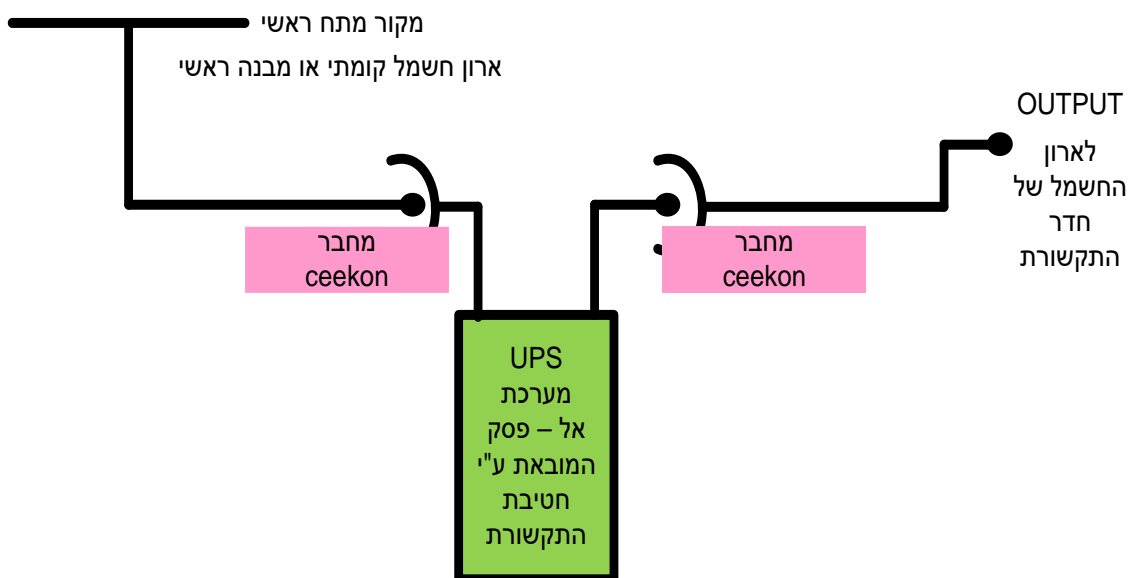 מקור מתח ראשי
ארון חשמל קומתי או מבנה ראשי
OUTPUT
לארון
החשמל של
חדר
התקשורת
מחבר
ceekon
מחבר
ceekon
UPS
מערכת
אל – פסק
המובאת ע"י
חטיבת
התקשורת